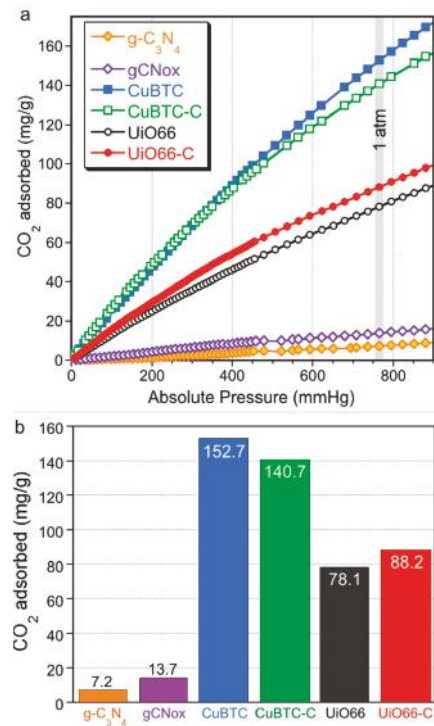 a
160
140
120
100
80
60
40
20
0
CO₂ adsorbed (mg/g)
g-C₃N₄
gCNox
CuBTC
CuBTC-C
UiO66
UiO66-C
1 atm
0 200 400 600 800
Absolute Pressure (mmHg)
b
160
140
120
100
80
60
40
20
0
CO₂ adsorbed (mg/g)
7.2
13.7
152.7
140.7
78.1
88.2
g-C₃N₄ gCNox CuBTC CuBTC-C UiO66 UiO66-C